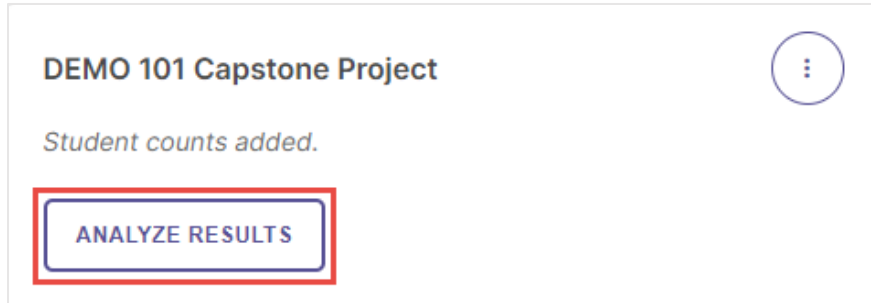 DEMO 101 Capstone Project
Student counts added.
ANALYZE RESULTS